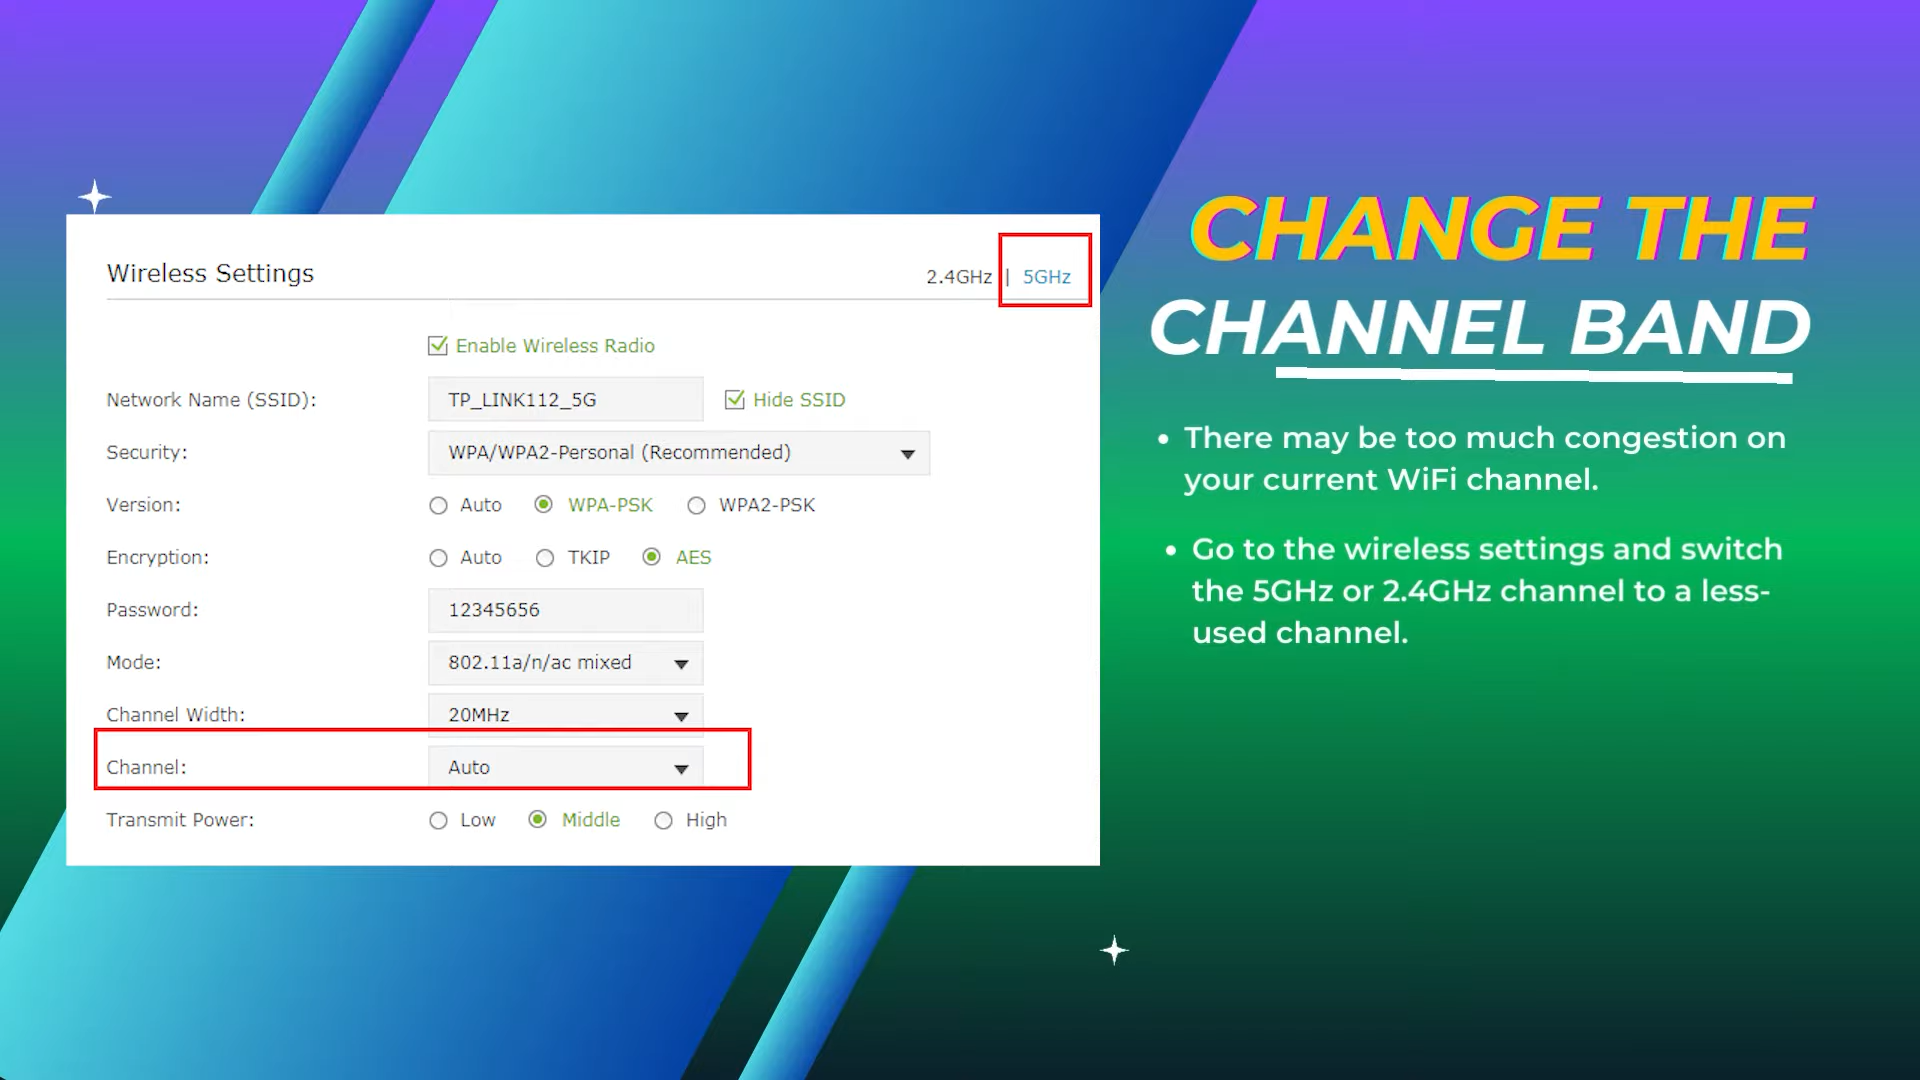 Wireless Settings
2.4GHz | 5GHz
Enable Wireless Radio
Network Name (SSID): TP_LINK112_5G Hide SSID
Security: WPA/WPA2-Personal (Recommended)
Version: Auto WPA-PSK WPA2-PSK
Encryption: Auto TKIP AES
Password: 12345656
Mode: 802.11a/n/ac mixed
Channel Width: 20MHz
Channel: Auto
Transmit Power: Low Middle High
CHANGE THE
CHANNEL BAND
• There may be too much congestion on
your current WiFi channel.
• Go to the wireless settings and switch
the 5GHz or 2.4GHz channel to a less-
used channel.